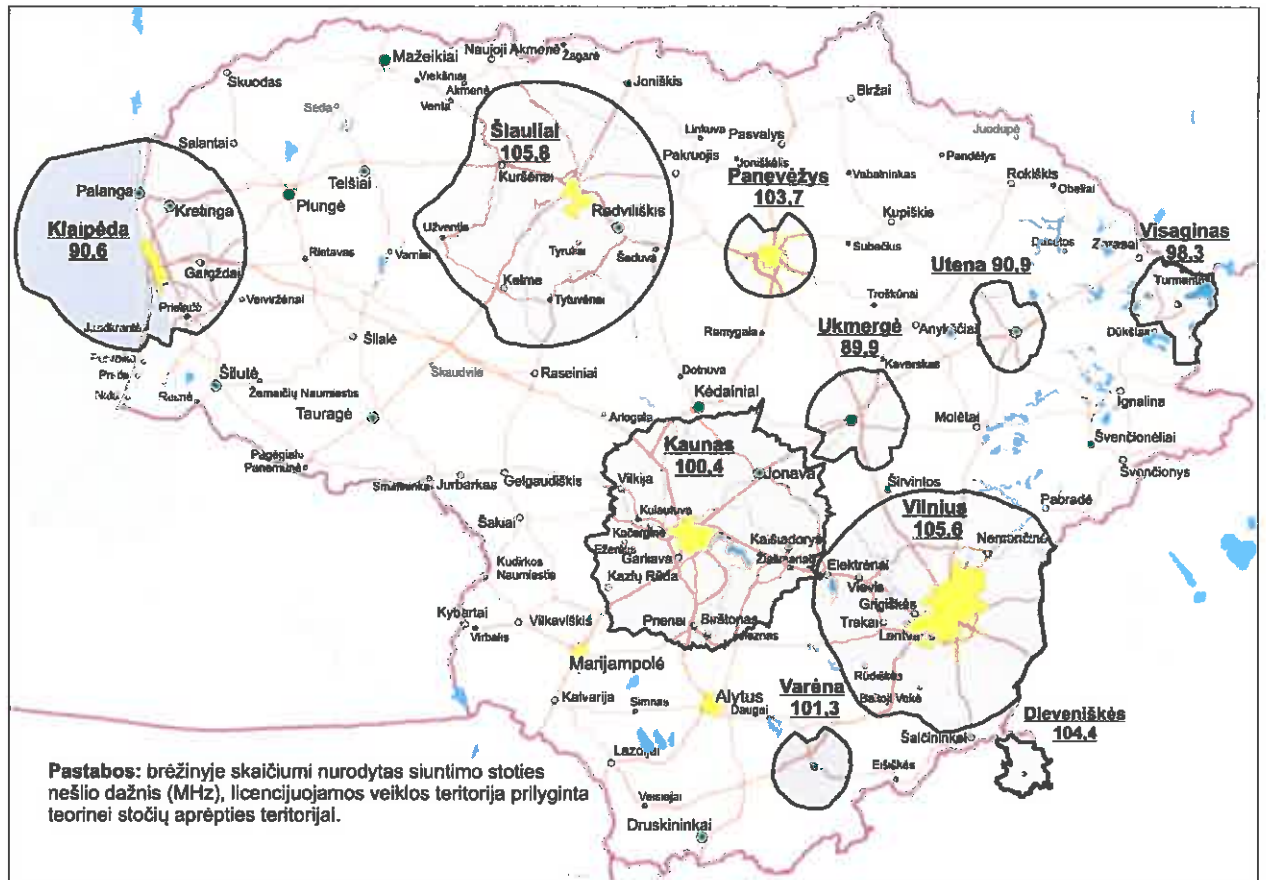 Mažeikiai
Naujoji Akmenė
Žagarė
Skuodas
Viekšniai
Akmenė
Venta
Joniškis
Biržai
Seda
Salantai
Šiauliai
105,8
Linkuva
Pasvalys
Juodupė
Pandėlys
Pakruojis
Joniškėlis
Kuršėnai
Telšiai
Plungė
Palanga
Kretinga
Panevėžys
103,7
Vabalninkas
Rokiškis
Obeliai
Radviliškis
Kupiškis
Klaipėda
90,6
Užventis
Tyruliai
Šeduva
Subačius
Dusetos
Zarasai
Visaginas
98,3
Rietavas
Varniai
Gargždai
Utena 90,9
Kelmė
Tytuvėnai
Priekulė
Veiviržėnai
Troškūnai
Juodkrantė
Ramygala
Ukmergė
89,9
Anykščiai
Dūkštas
Šilalė
Kavarskas
Skaudvilė
Raseiniai
Dotnuva
Šilutė
Žemaičių Naumiestis
Kėdainiai
Ignalina
Tauragė
Ariogala
Molėtai
Švenčionėliai
Kaunas
100,4
Pagėgiai
Panemunė
Švenčionys
Jonava
Širvintos
Jurbarkas
Gelgaudiškis
Vilkija
Pabradė
Vilnius
105,6
Kulautuva
Šakiai
Kačerginė
Kaišiadorys
Ežerėlis
Garliava
Žiežmariai
Elektrėnai
Kudirkos
Naumiestis
Kazlų Rūda
Vievis
Grigiškės
Kybartai
Virbalis
Vilkaviškis
Prienai
Birštonas
Trakai
Marijampolė
Rūdiškės
Baltoji Vokė
Kalvarija
Simnas
Alytus
Daugai
Varėna
101,3
Dieveniškės
104,4
Šalčininkai
Lazdijai
Eišiškės
Veisiejai
Druskininkai
Pastabos: brėžinyje skaičiumi nurodytas siuntimo stoties
nešlio dažnis (MHz), licencijuojamos veiklos teritorija prilyginta
teorinei stočių aprėpties teritorijai.